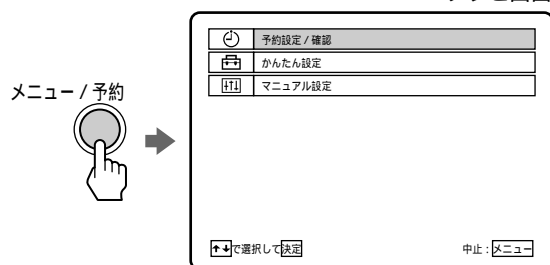 メニュー / 予約
予約設定 / 確認
かんたん設定
マニュアル設定
↑↓で選択して決定
中止 : メニュー